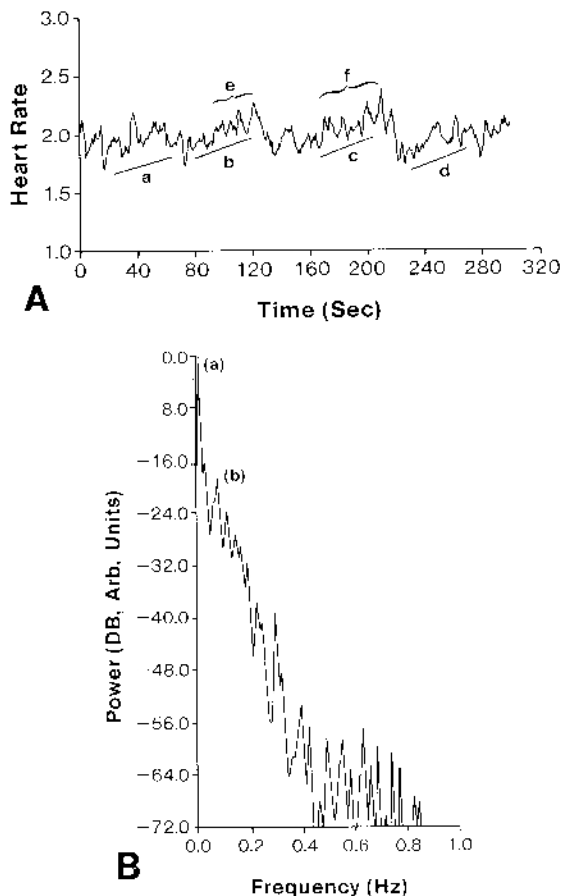 3.0
2.5
2.0
1.5
1.0
Heart Rate
e
f
a
b
c
d
0 40 80 120 160 200 240 280 320
Time (Sec)
A
0.0
8.0
−16.0
−24.0
−32.0
−40.0
−48.0
−56.0
−64.0
−72.0
Power (DB, Arb. Units)
(a)
(b)
0.0 0.2 0.4 0.6 0.8 1.0
Frequency (Hz)
B